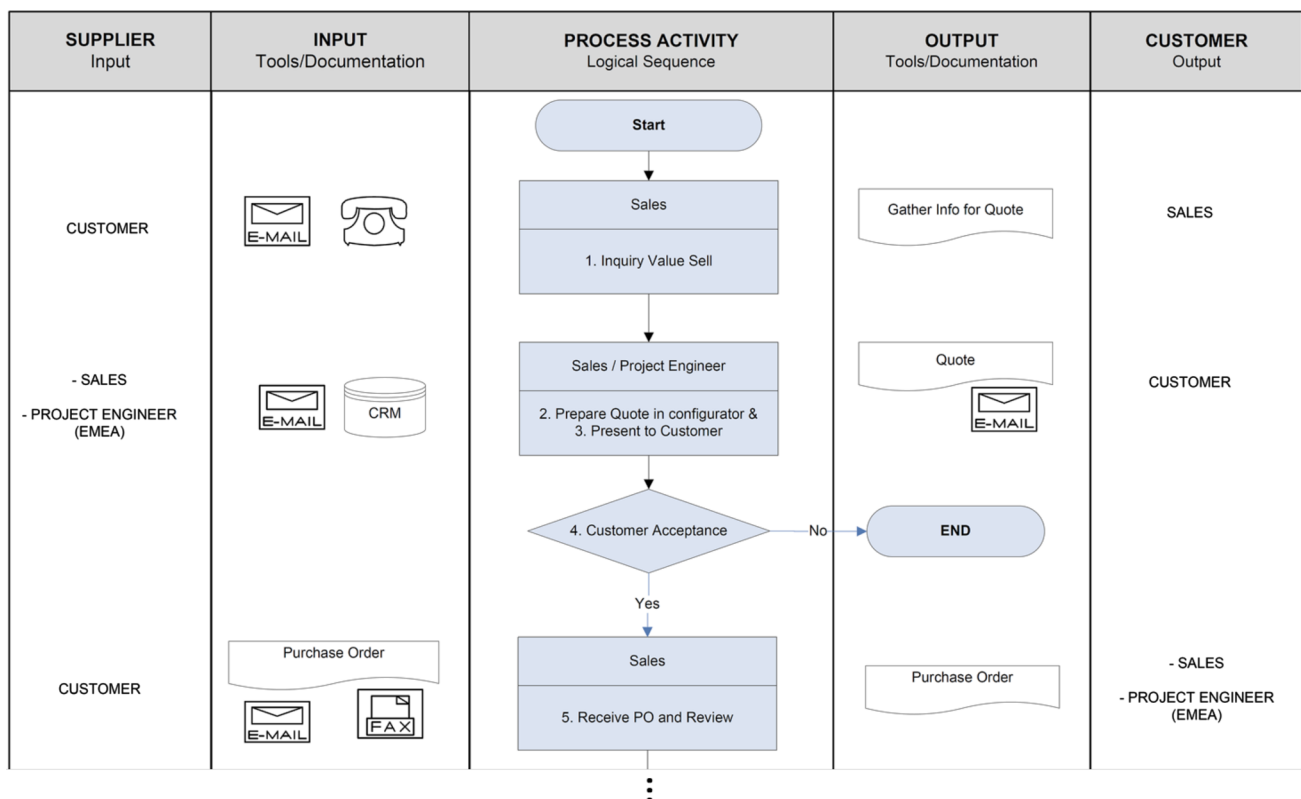 SUPPLIER
Input
INPUT
Tools/Documentation
PROCESS ACTIVITY
Logical Sequence
OUTPUT
Tools/Documentation
CUSTOMER
Output
Start
CUSTOMER
E-MAIL
Sales
1. Inquiry Value Sell
Gather Info for Quote
SALES
- SALES
- PROJECT ENGINEER
(EMEA)
E-MAIL
CRM
Sales / Project Engineer
2. Prepare Quote in configurator &
3. Present to Customer
Quote
E-MAIL
CUSTOMER
4. Customer Acceptance
No
END
Yes
CUSTOMER
Purchase Order
E-MAIL
FAX
Sales
5. Receive PO and Review
Purchase Order
- SALES
- PROJECT ENGINEER
(EMEA)